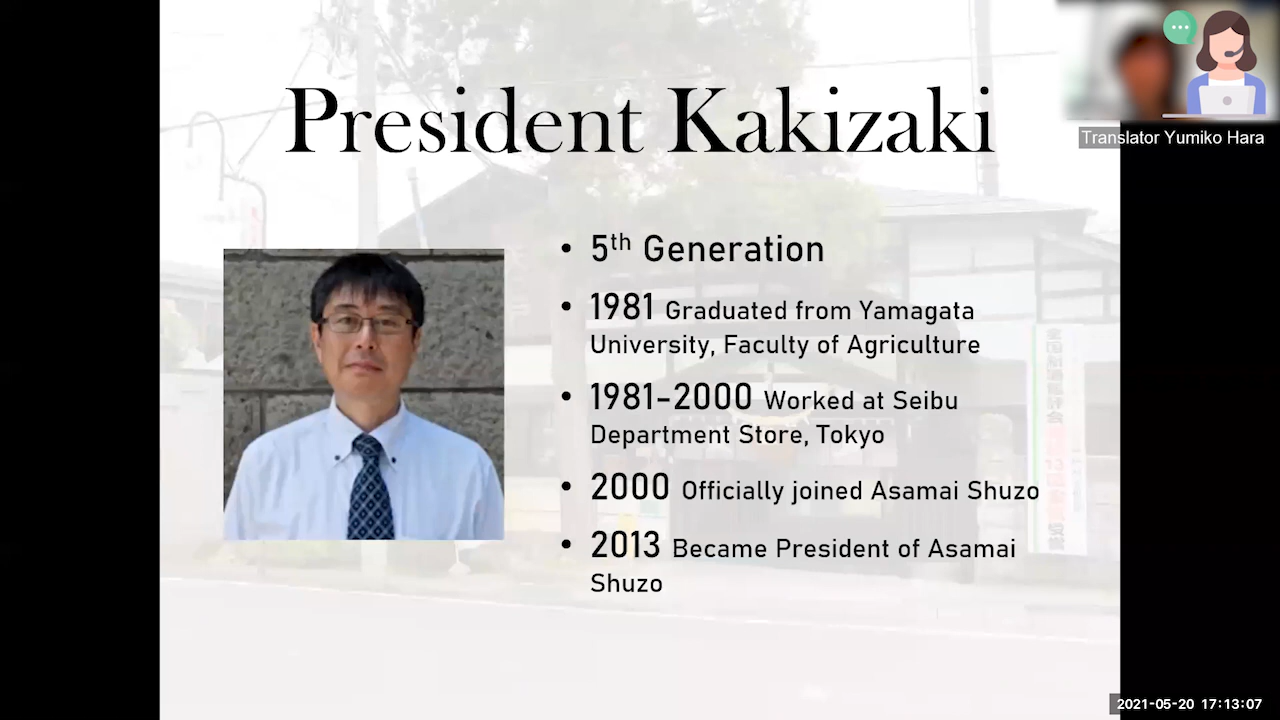 President Kakizaki
Translator Yumiko Hara
• 5th Generation
• 1981 Graduated from Yamagata
University, Faculty of Agriculture
• 1981-2000 Worked at Seibu
Department Store, Tokyo
• 2000 Officially joined Asamai Shuzo
• 2013 Became President of Asamai
Shuzo
2021-05-20 17:13:07